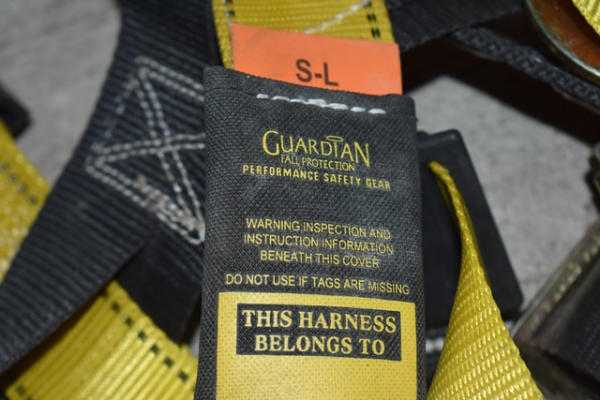 S-L
GUARDIAN
FALL PROTECTION
PERFORMANCE SAFETY GEAR
WARNING,INSPECTION AND
INSTRUCTION INFORMATION
BENEATH THIS COVER
DO NOT USE IF TAGS ARE MISSING
THIS HARNESS
BELONGS TO